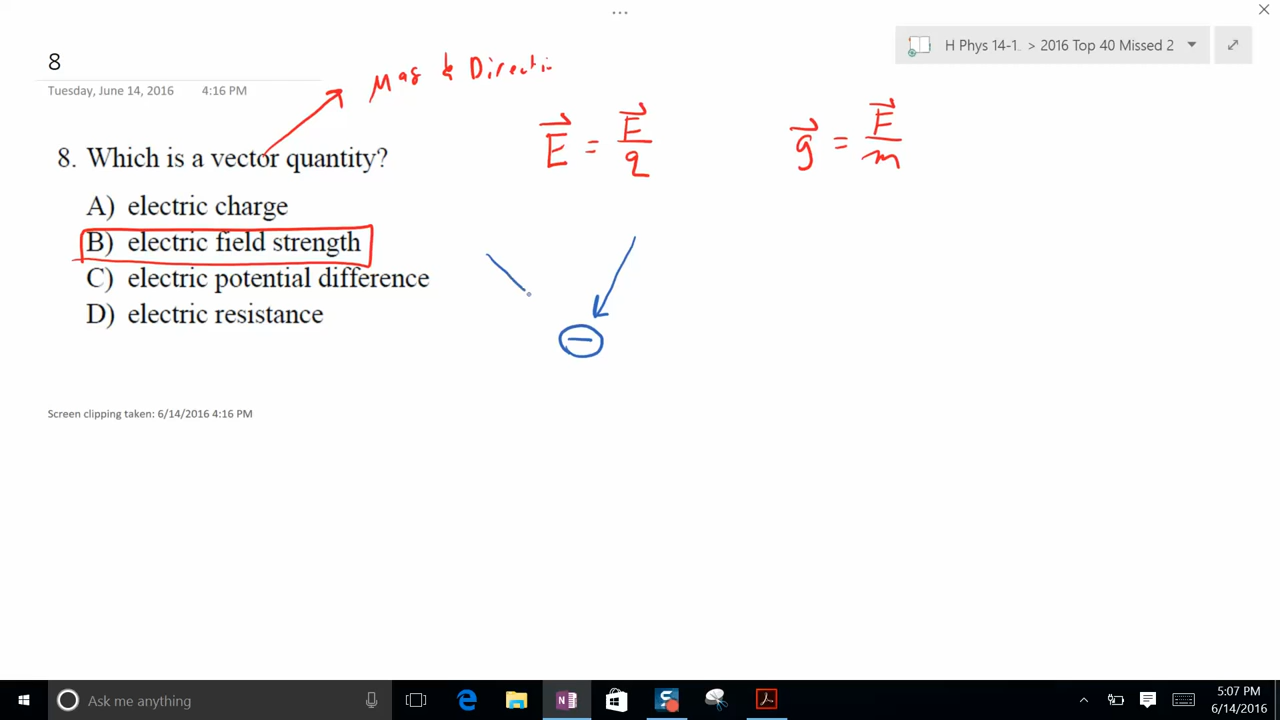 8
H Phys 14-1. > 2016 Top 40 Missed 2
Tuesday, June 14, 2016 4:16 PM
Mag & Directi
E = F/q
g = F/m
8. Which is a vector quantity?
A) electric charge
B) electric field strength
C) electric potential difference
D) electric resistance
−
Screen clipping taken: 6/14/2016 4:16 PM
Ask me anything
5:07 PM
6/14/2016